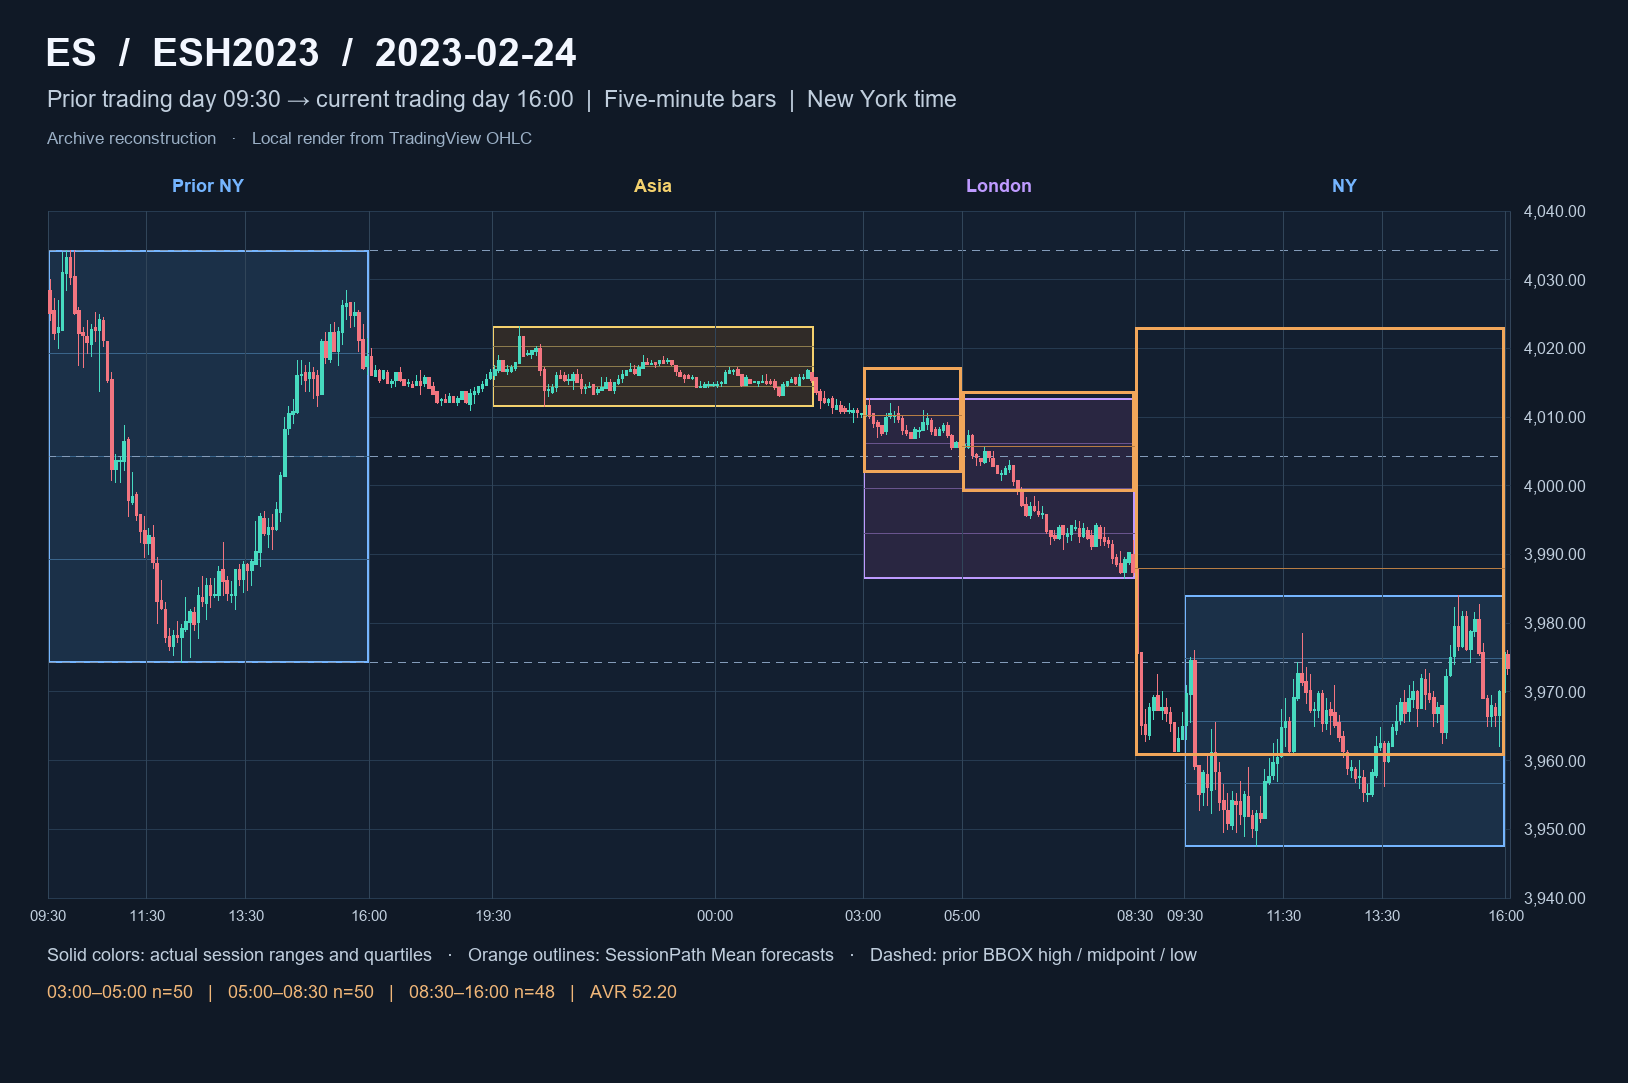 ES / ESH2023 / 2023-02-24
Prior trading day 09:30 → current trading day 16:00 | Five-minute bars | New York time
Archive reconstruction · Local render from TradingView OHLC
Prior NY Asia London NY
4,040.00
4,030.00
4,020.00
4,010.00
4,000.00
3,990.00
3,980.00
3,970.00
3,960.00
3,950.00
3,940.00
09:30 11:30 13:30 16:00 19:30 00:00 03:00 05:00 08:30 09:30 11:30 13:30 16:00
Solid colors: actual session ranges and quartiles · Orange outlines: SessionPath Mean forecasts · Dashed: prior BBOX high / midpoint / low
03:00–05:00 n=50 | 05:00–08:30 n=50 | 08:30–16:00 n=48 | AVR 52.20